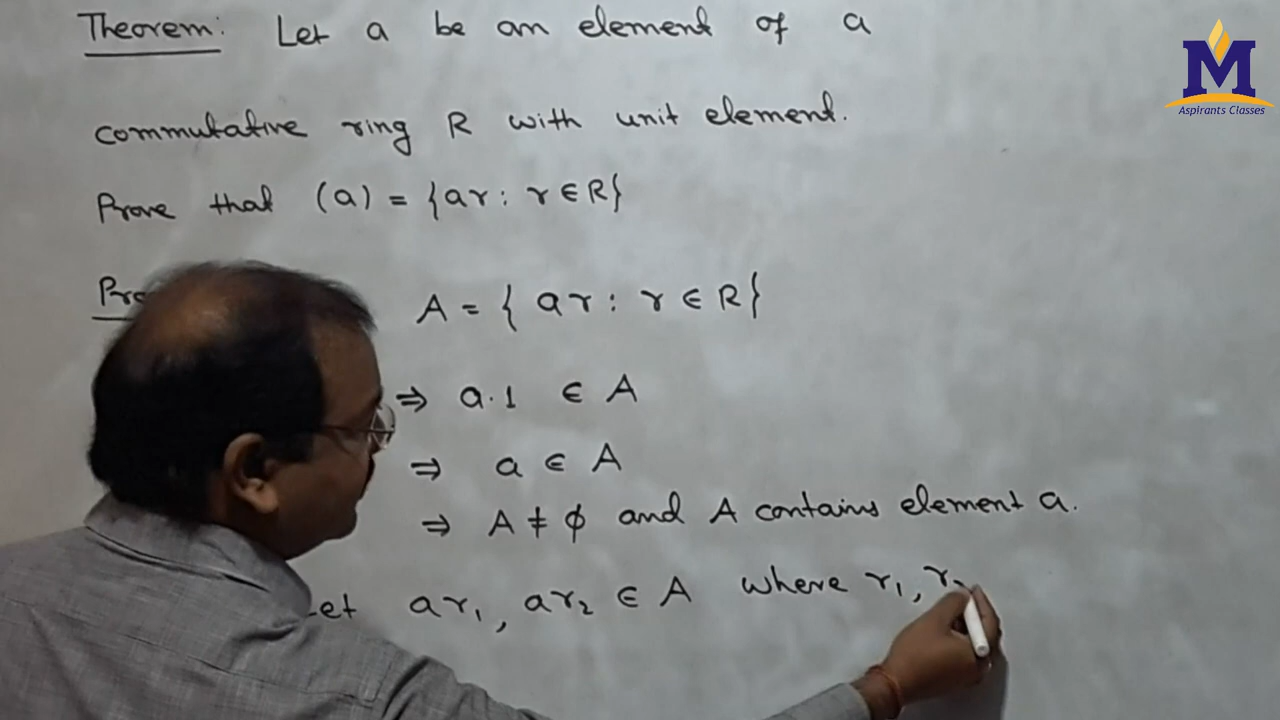 Theorem: Let a be an element of a
M
Aspirants Classes
commutative ring R with unit element.
Prove that (a) = {ar : r ∈ R}
A = { ar : r ∈ R}
⇒ a.1 ∈ A
⇒ a ∈ A
⇒ A ≠ ϕ and A contains element a.
ar₁, ar₂ ∈ A where r₁,